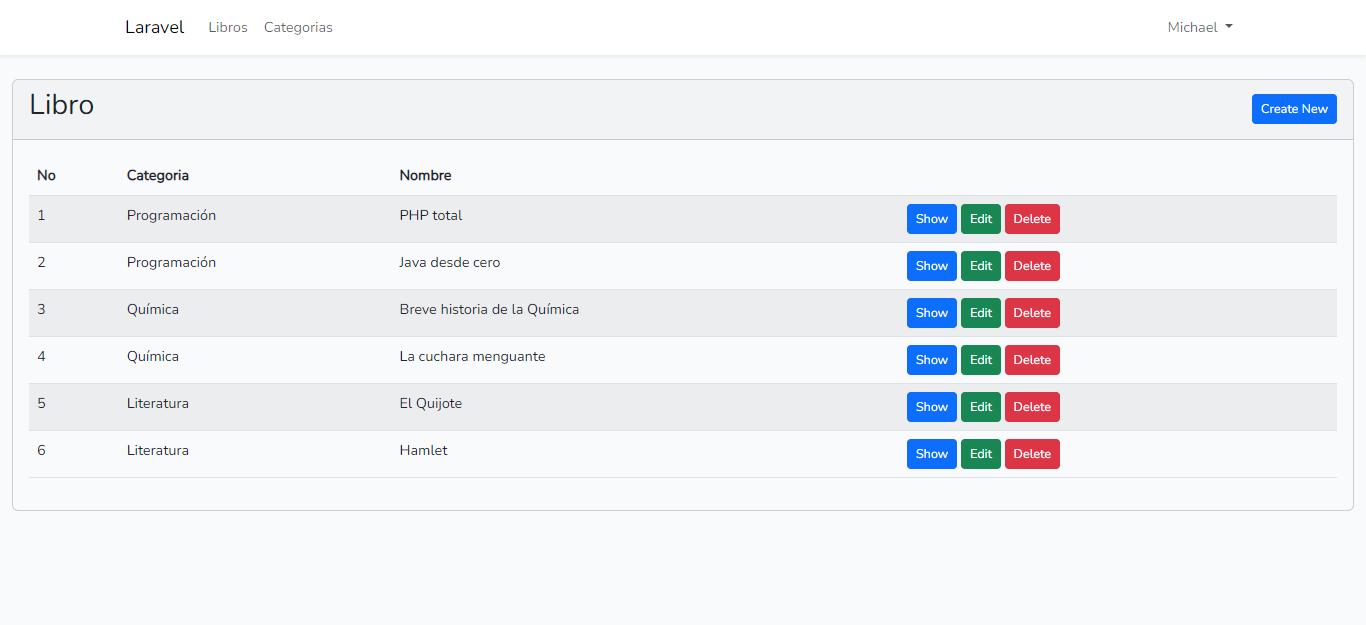 Laravel Libros Categorias Michael
Libro Create New
No Categoria Nombre
1 Programación PHP total Show Edit Delete
2 Programación Java desde cero Show Edit Delete
3 Química Breve historia de la Química Show Edit Delete
4 Química La cuchara menguante Show Edit Delete
5 Literatura El Quijote Show Edit Delete
6 Literatura Hamlet Show Edit Delete